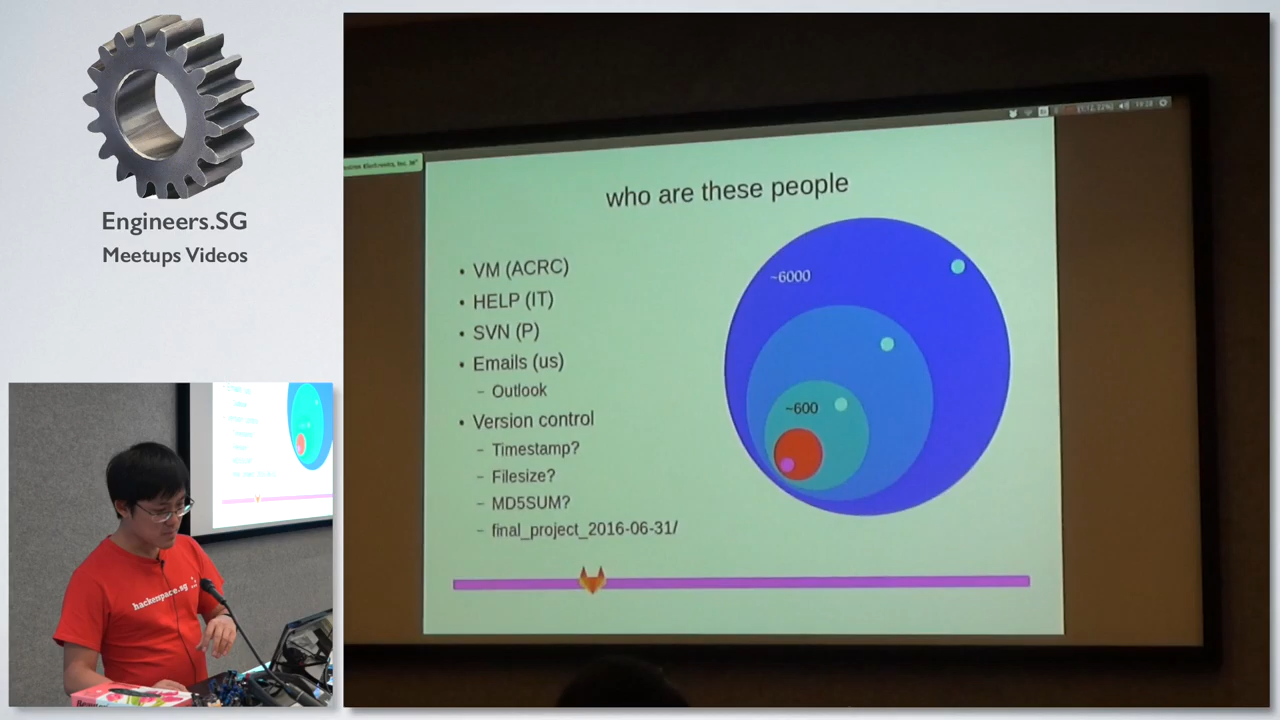 Engineers.SG
Meetups Videos
who are these people
• VM (ACRC)
• HELP (IT)
• SVN (P)
• Emails (us)
– Outlook
• Version control
– Timestamp?
– Filesize?
– MD5SUM?
– final_project_2016-06-31/
~6000
~600
hackerspace.sg